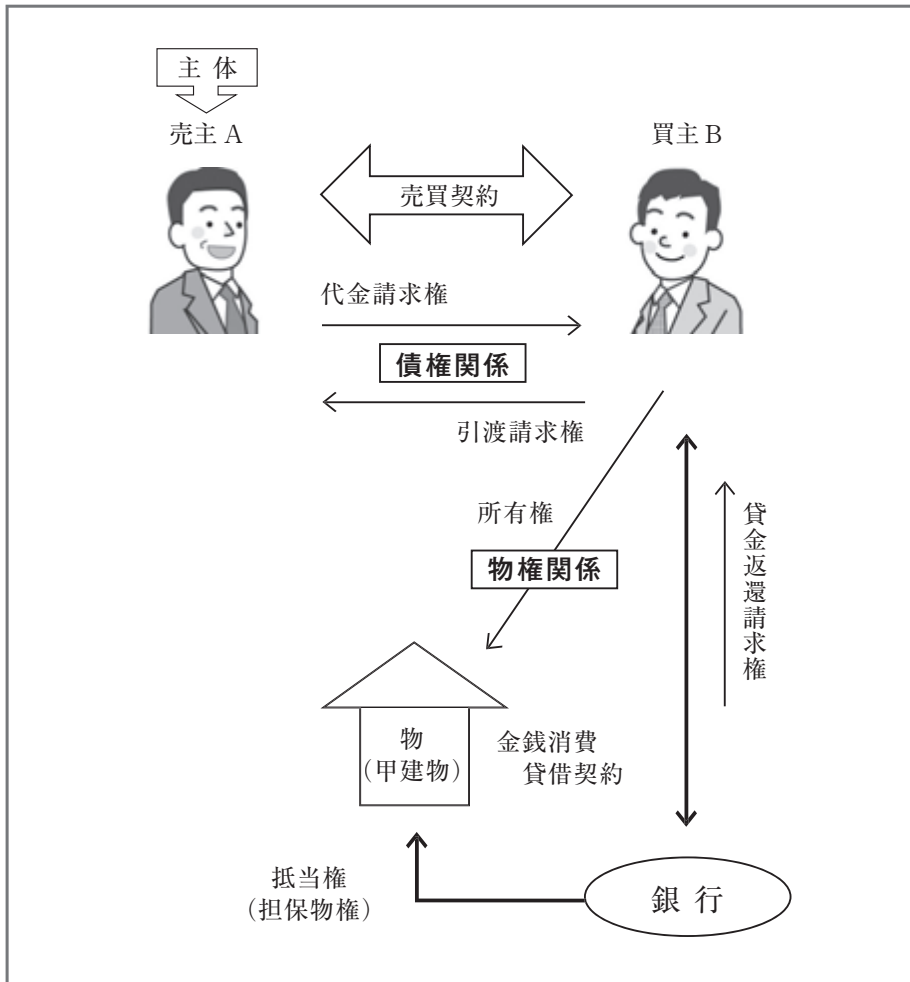 主体
売主 A
買主 B
売買契約
代金請求権
債権関係
引渡請求権
所有権
物権関係
貸金返還請求権
物
（甲建物）
金銭消費
貸借契約
抵当権
（担保物権）
銀行